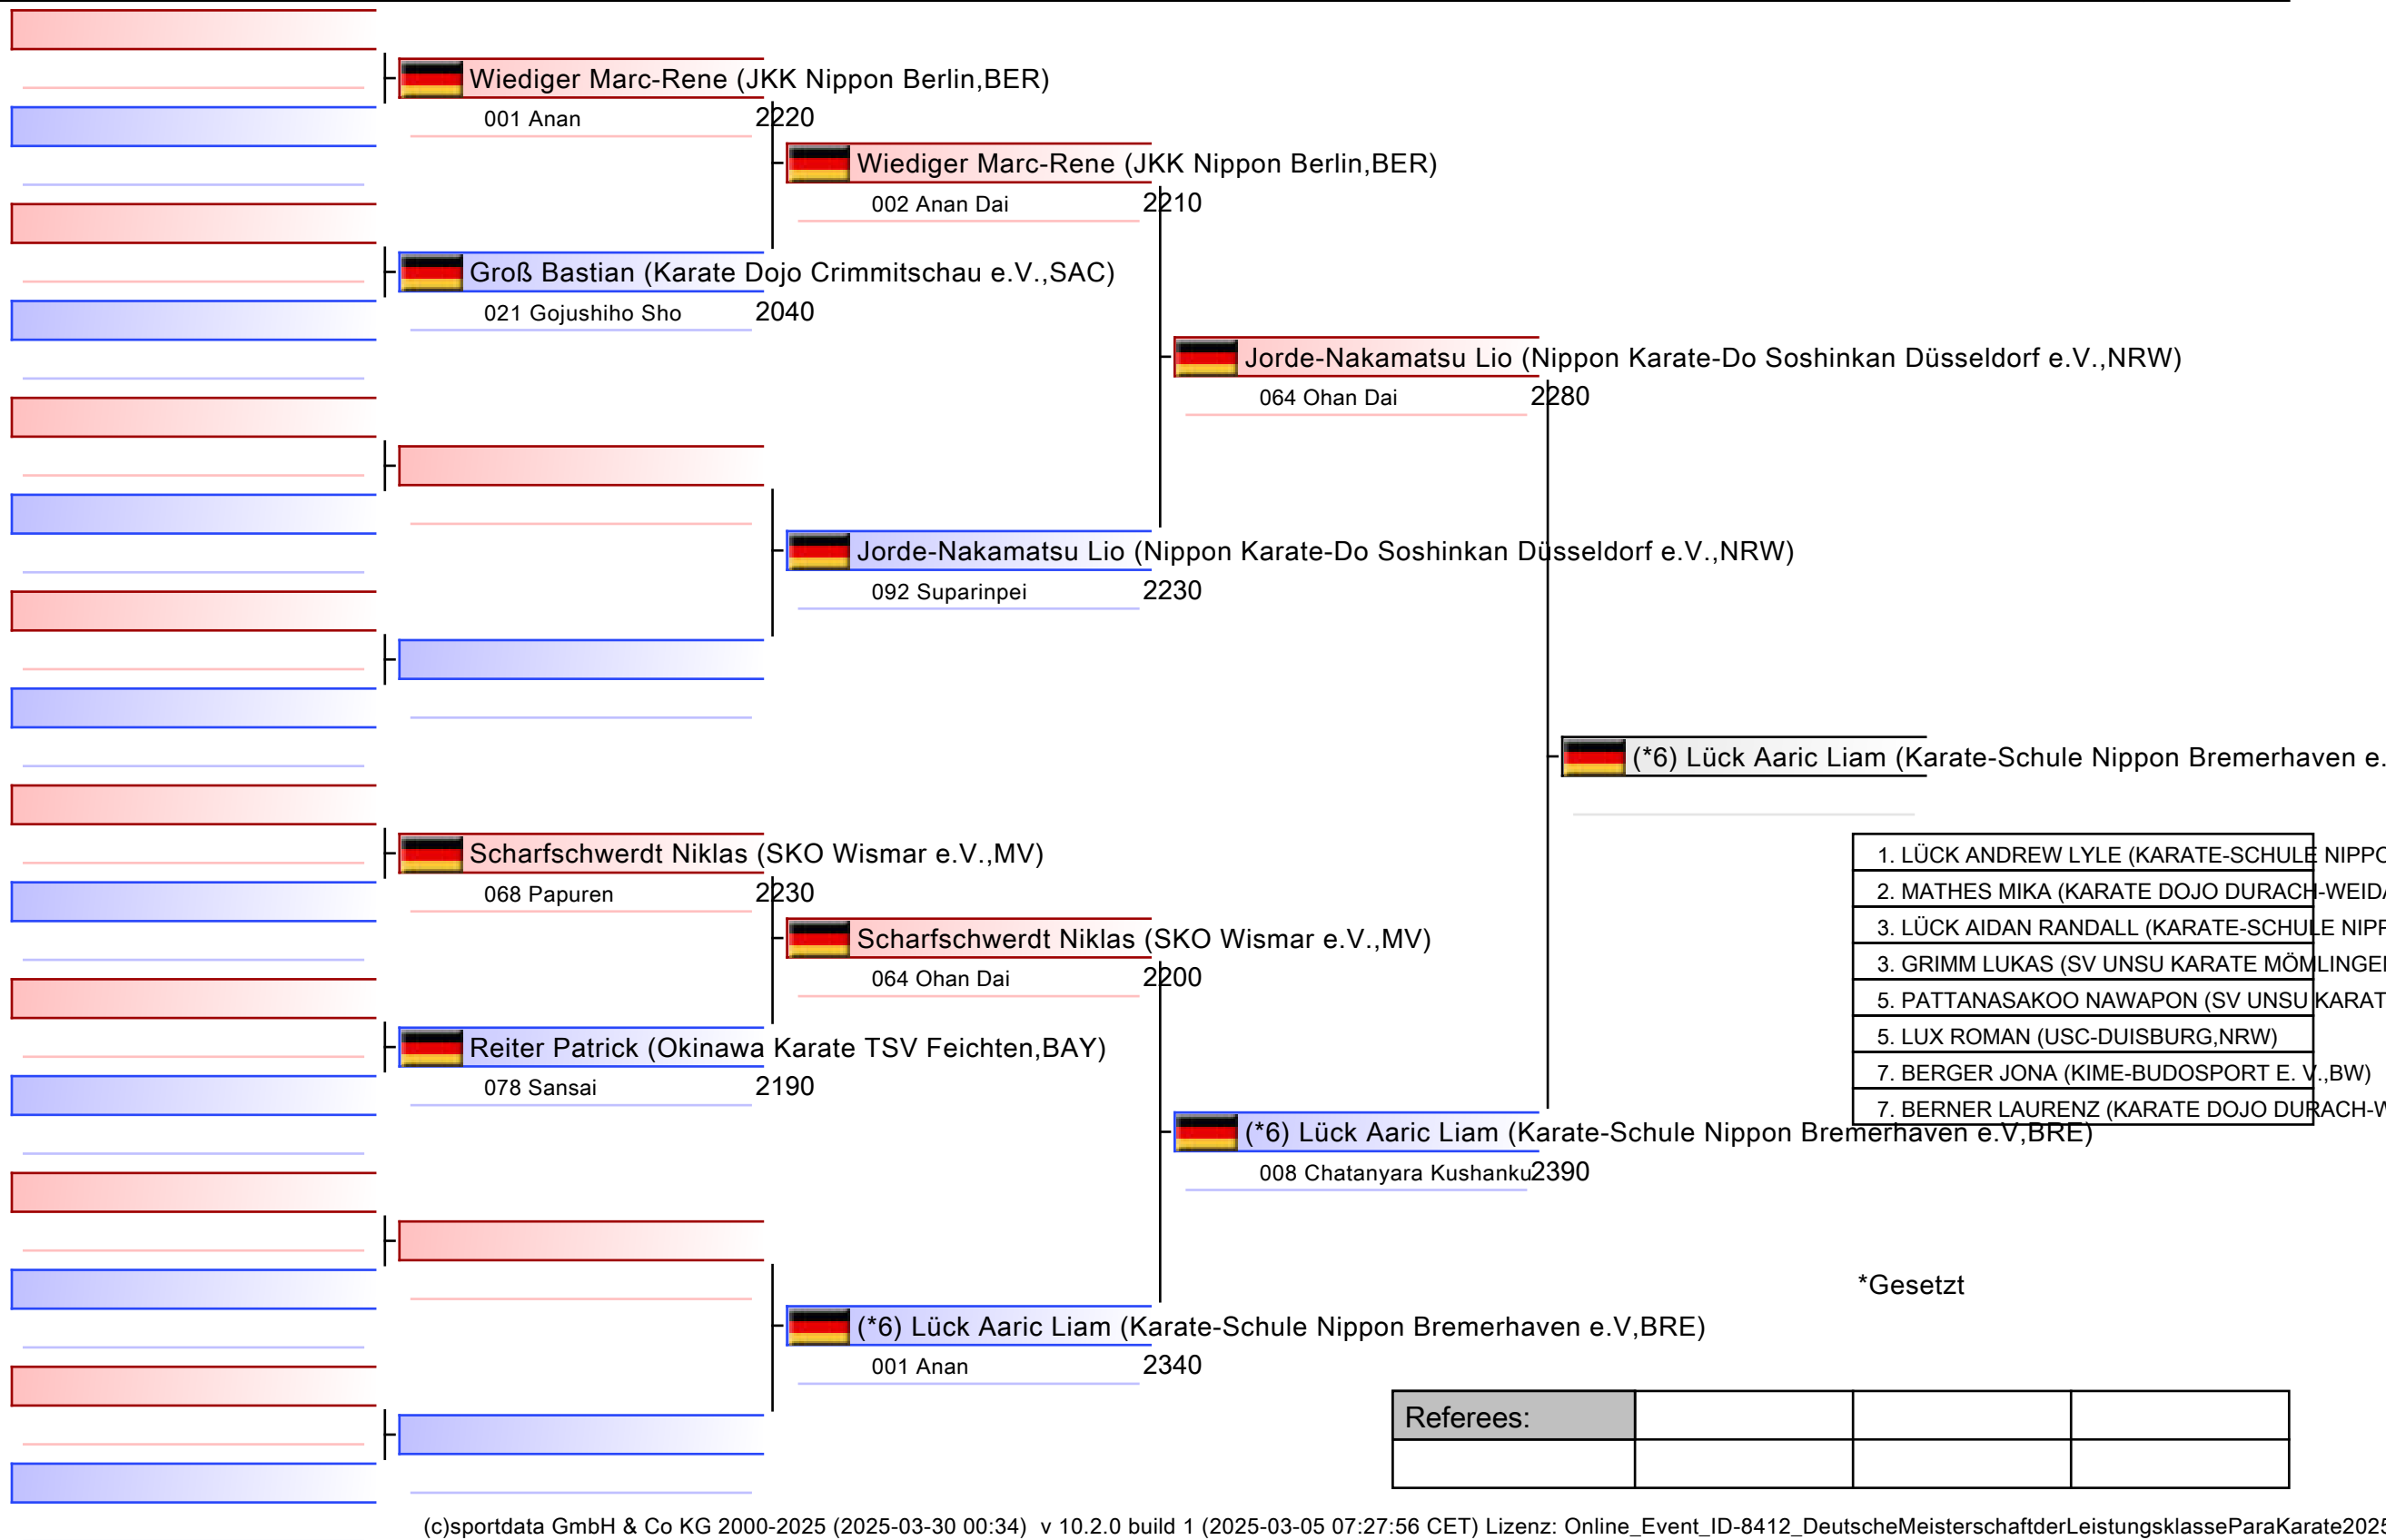 Wiediger Marc-Rene (JKK Nippon Berlin,BER)
001 Anan 2220
Wiediger Marc-Rene (JKK Nippon Berlin,BER)
002 Anan Dai 2210
Groß Bastian (Karate Dojo Crimmitschau e.V.,SAC)
021 Gojushiho Sho 2040
Jorde-Nakamatsu Lio (Nippon Karate-Do Soshinkan Düsseldorf e.V.,NRW)
064 Ohan Dai 2280
Jorde-Nakamatsu Lio (Nippon Karate-Do Soshinkan Düsseldorf e.V.,NRW)
092 Suparinpei 2230
(*6) Lück Aaric Liam (Karate-Schule Nippon Bremerhaven e.
Scharfschwerdt Niklas (SKO Wismar e.V.,MV)
068 Papuren 2230
Scharfschwerdt Niklas (SKO Wismar e.V.,MV)
064 Ohan Dai 2200
Reiter Patrick (Okinawa Karate TSV Feichten,BAY)
078 Sansai 2190
1. LÜCK ANDREW LYLE (KARATE-SCHULE NIPPO
2. MATHES MIKA (KARATE DOJO DURACH-WEIDA
3. LÜCK AIDAN RANDALL (KARATE-SCHULE NIPP
3. GRIMM LUKAS (SV UNSU KARATE MÖMLINGEN
5. PATTANASAKOO NAWAPON (SV UNSU KARAT
5. LUX ROMAN (USC-DUISBURG,NRW)
7. BERGER JONA (KIME-BUDOSPORT E. V.,BW)
7. BERNER LAURENZ (KARATE DOJO DURACH-W
(*6) Lück Aaric Liam (Karate-Schule Nippon Bremerhaven e.V,BRE)
008 Chatanyara Kushanku 2390
*Gesetzt
(*6) Lück Aaric Liam (Karate-Schule Nippon Bremerhaven e.V,BRE)
001 Anan 2340
Referees:
(c)sportdata GmbH & Co KG 2000-2025 (2025-03-30 00:34) v 10.2.0 build 1 (2025-03-05 07:27:56 CET) Lizenz: Online_Event_ID-8412_DeutscheMeisterschaftderLeistungsklasseParaKarate2025